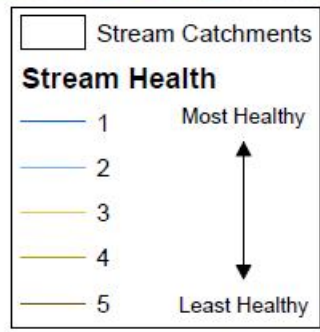 Stream Catchments
Stream Health
1 Most Healthy
2
3
4
5 Least Healthy